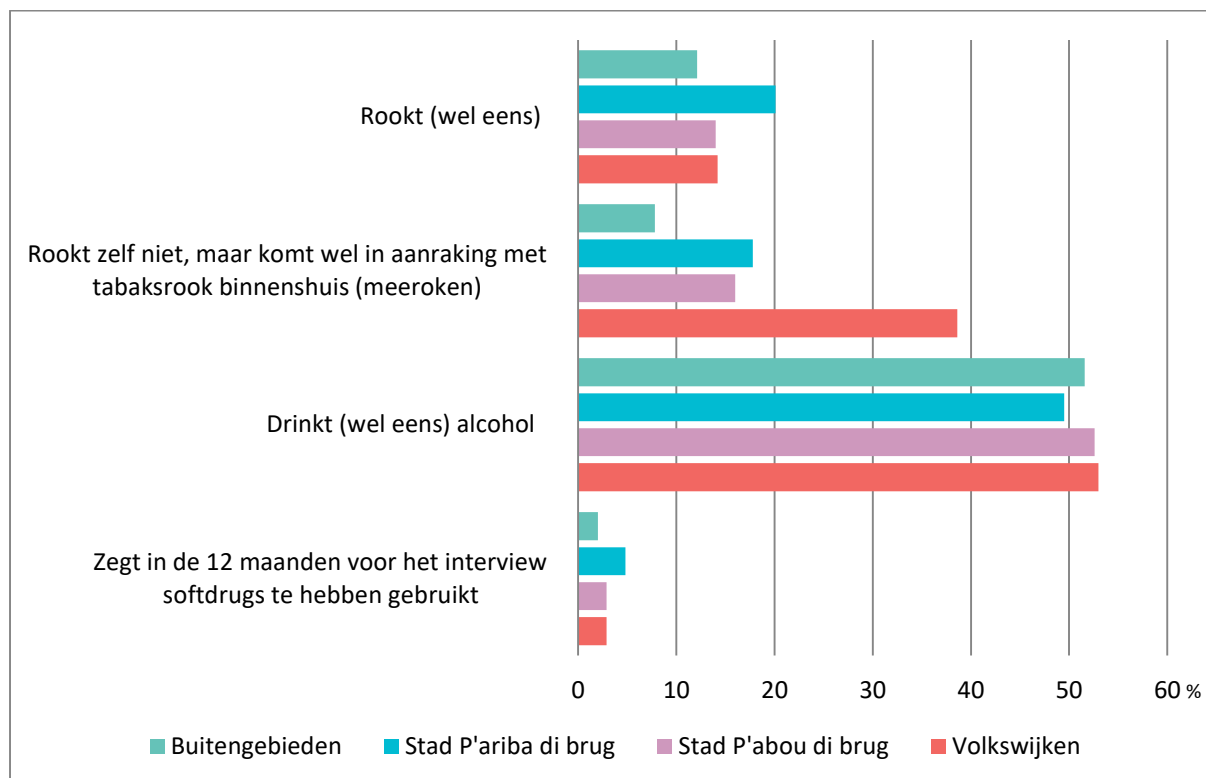 Rookt (wel eens)
Rookt zelf niet, maar komt wel in aanraking met
tabaksrook binnenshuis (meeroken)
Drinkt (wel eens) alcohol
Zegt in de 12 maanden voor het interview
softdrugs te hebben gebruikt
0 10 20 30 40 50 60 %
Buitengebieden Stad P'ariba di brug Stad P'abou di brug Volkswijken